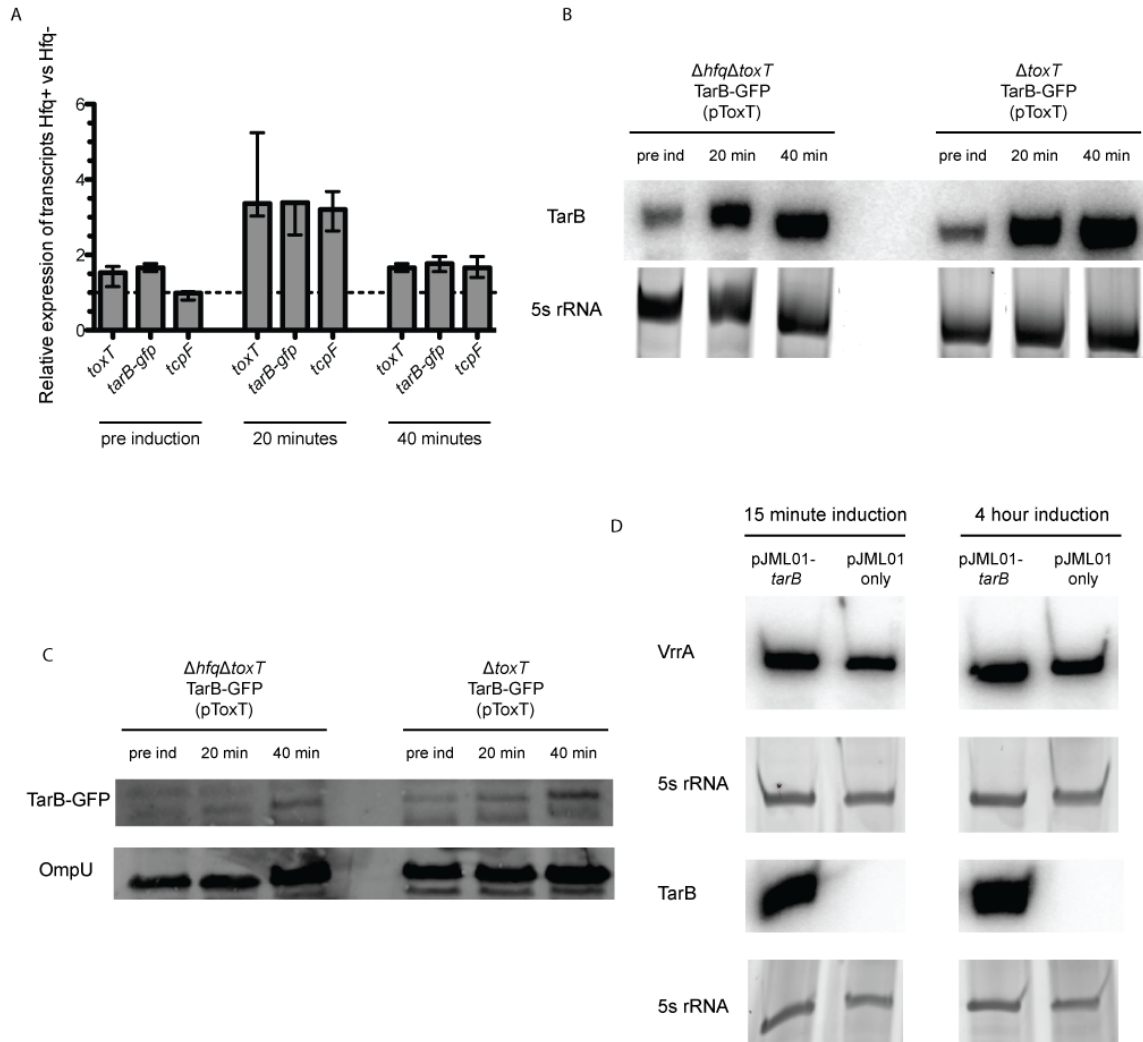 A
Relative expression of transcripts Hfq+ vs Hfq-
6
4
2
0
toxT
tarB-gfp
tcpF
toxT
tarB-gfp
tcpF
toxT
tarB-gfp
tcpF
pre induction
20 minutes
40 minutes
B
ΔhfqΔtoxT
TarB-GFP
(pToxT)
ΔtoxT
TarB-GFP
(pToxT)
pre ind
20 min
40 min
pre ind
20 min
40 min
TarB
5s rRNA
C
ΔhfqΔtoxT
TarB-GFP
(pToxT)
ΔtoxT
TarB-GFP
(pToxT)
pre ind
20 min
40 min
pre ind
20 min
40 min
TarB-GFP
OmpU
D
15 minute induction
4 hour induction
pJML01-
tarB
pJML01
only
pJML01-
tarB
pJML01
only
VrrA
5s rRNA
TarB
5s rRNA